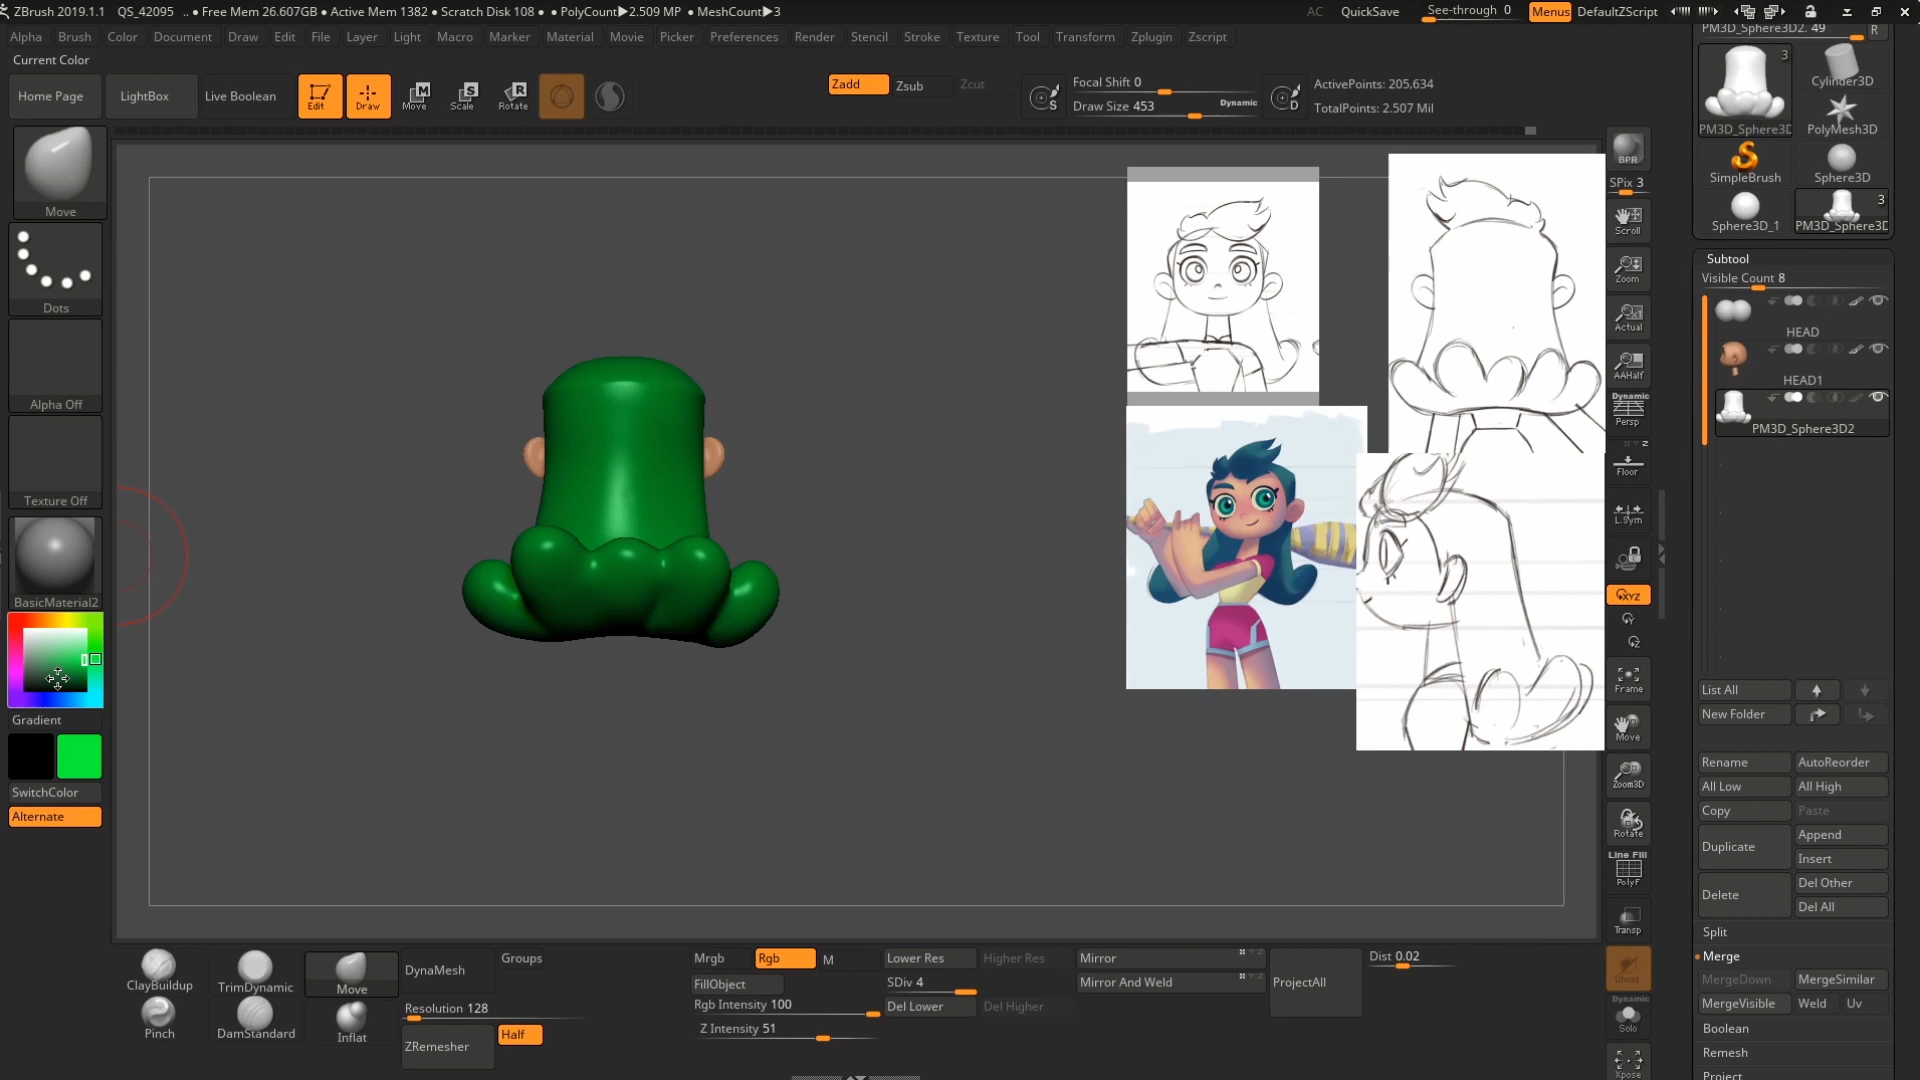 ZBrush 2019.1.1 QS_42095 .. • Free Mem 26.607GB • Active Mem 1382 • Scratch Disk 108 • • PolyCount▶2.509 MP • MeshCount▶3
AC QuickSave See-through 0 Menus DefaultZScript
Alpha Brush Color Document Draw Edit File Layer Light Macro Marker Material Movie Picker Preferences Render Stencil Stroke Texture Tool Transform Zplugin Zscript
Current Color
Home Page LightBox Live Boolean Edit Draw Move Scale Rotate
M S R
Zadd Zsub Zcut
S D
Focal Shift 0
Draw Size 453 Dynamic
ActivePoints: 205,634
TotalPoints: 2.507 Mil
Move
Dots
Alpha Off
Texture Off
BasicMaterial2
Gradient
SwitchColor
Alternate
BPR
SPix 3
Scroll
Zoom
Actual
AAHalf
Dynamic
Persp
Floor
L.Sym
XYZ
Frame
Move
Zoom3D
Rotate
Line Fill
PolyF
Transp
Ghost
Dynamic
Solo
Xpose
PM3D_Sphere3D2. 49 R
3
PM3D_Sphere3D
Cylinder3D
PolyMesh3D
SimpleBrush
Sphere3D
Sphere3D_1
3
PM3D_Sphere3D
Subtool
Visible Count 8
HEAD
HEAD1
PM3D_Sphere3D2
List All
New Folder
Rename AutoReorder
All Low All High
Copy Paste
Duplicate Append
Insert
Delete Del Other
Del All
Split
Merge
MergeDown MergeSimilar
MergeVisible Weld Uv
Boolean
Remesh
Project
ClayBuildup TrimDynamic Move
Pinch DamStandard Inflat
DynaMesh Groups
Resolution 128
ZRemesher Half
Mrgb Rgb M
FillObject
Rgb Intensity 100
Z Intensity 51
Lower Res Higher Res
SDiv 4
Del Lower Del Higher
Mirror
Mirror And Weld
ProjectAll
Dist 0.02